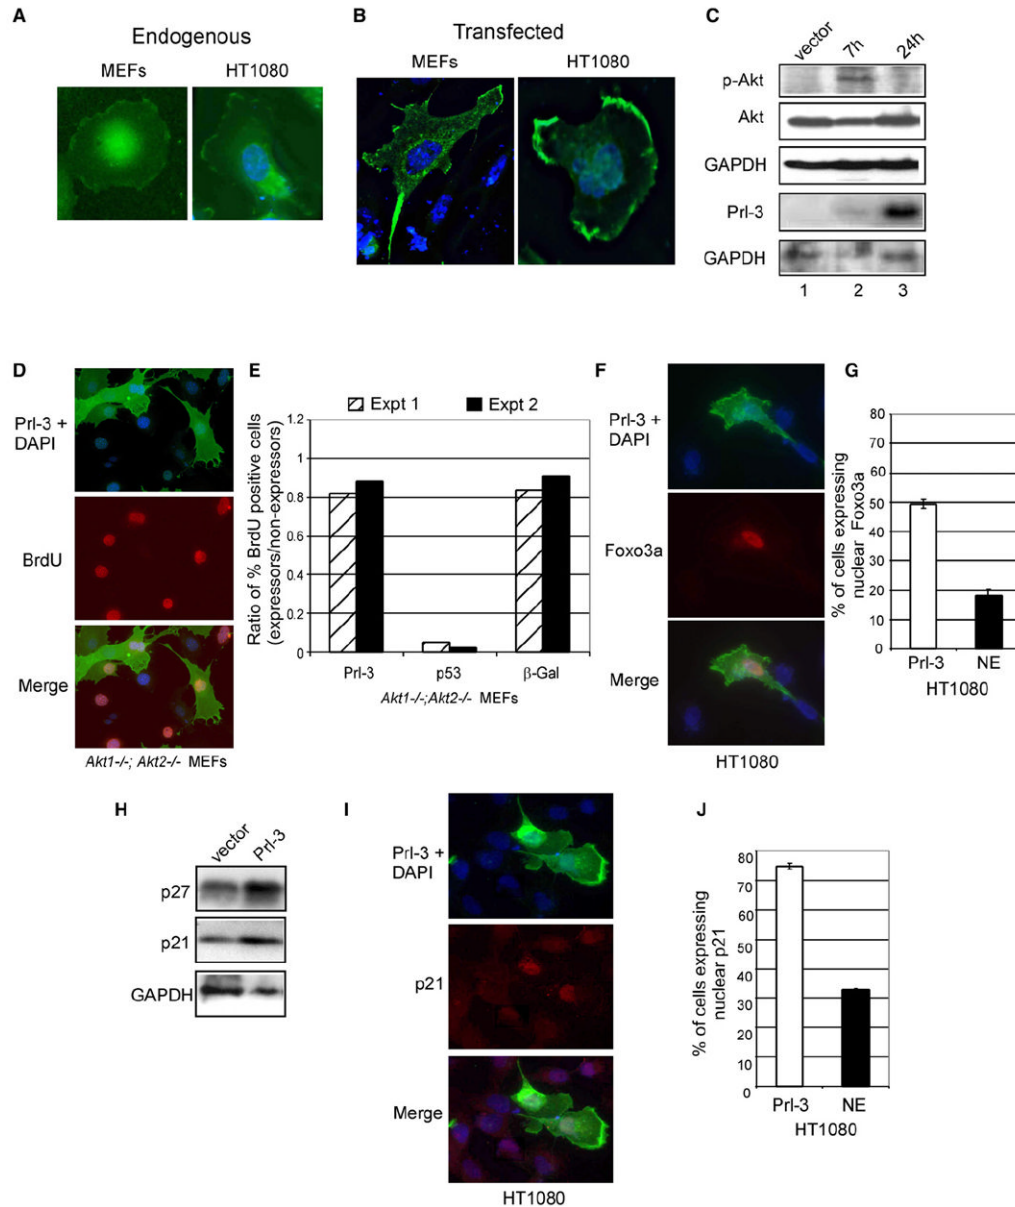 A
Endogenous
MEFs HT1080
B
Transfected
MEFs HT1080
C
vector 7h 24h
p-Akt
Akt
GAPDH
Prl-3
GAPDH
1 2 3
D
Prl-3 +
DAPI
BrdU
Merge
Akt1-/-; Akt2-/- MEFs
E
Expt 1 Expt 2
Ratio of % BrdU positive cells
(expressors/non-expressors)
1.2
1
0.8
0.6
0.4
0.2
0
Prl-3 p53 β-Gal
Akt1-/-;Akt2-/- MEFs
F
Prl-3 +
DAPI
Foxo3a
Merge
HT1080
G
% of cells expressing
nuclear Foxo3a
80
70
60
50
40
30
20
10
0
Prl-3 NE
HT1080
H
vector Prl-3
p27
p21
GAPDH
I
Prl-3 +
DAPI
p21
Merge
HT1080
J
% of cells expressing
nuclear p21
80
70
60
50
40
30
20
10
0
Prl-3 NE
HT1080